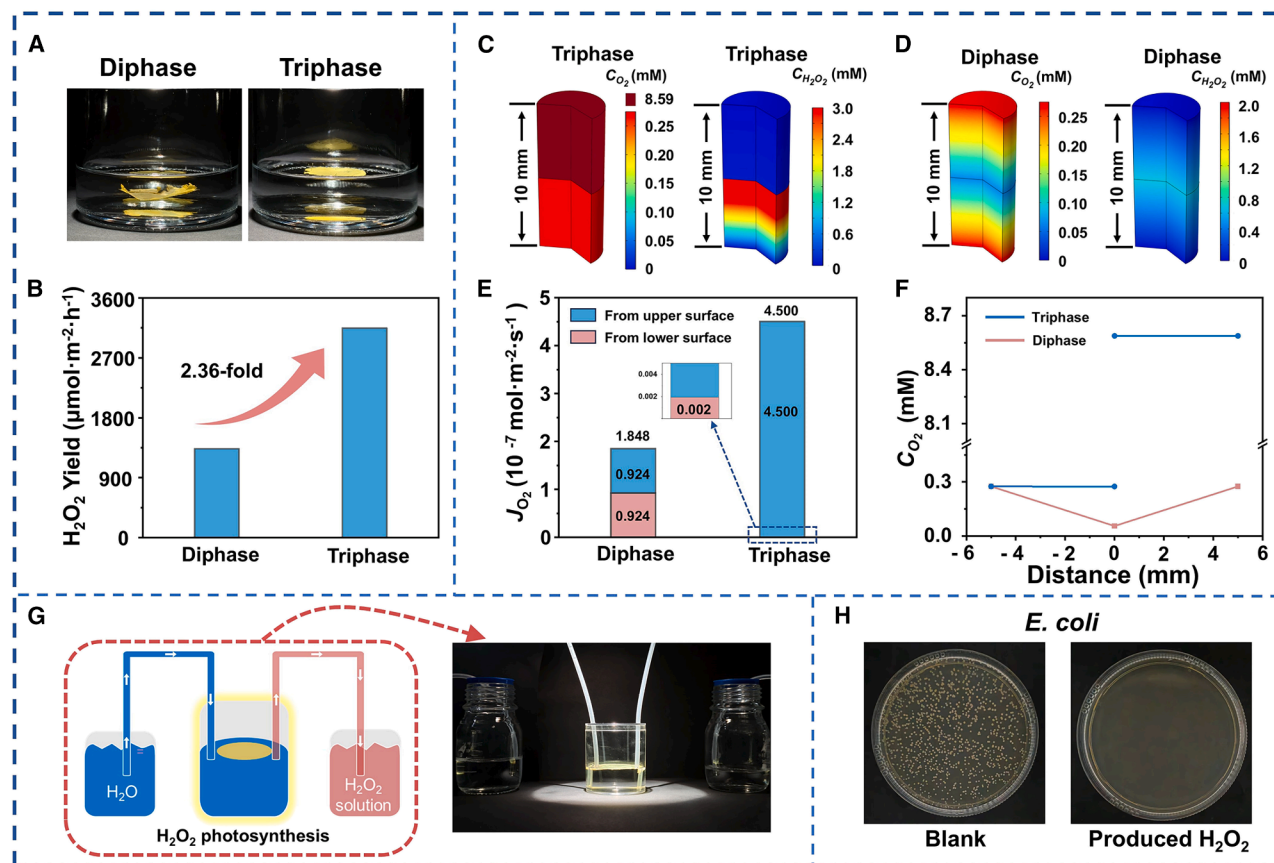 A
Diphase
Triphase
B
H₂O₂ Yield (μmol·m⁻²·h⁻¹)
3600
2700
1800
900
0
2.36-fold
Diphase
Triphase
C
Triphase
C_O₂ (mM)
8.59
0.25
0.20
0.15
0.10
0.05
0
10 mm
Triphase
C_H₂O₂ (mM)
3.0
2.4
1.8
1.2
0.6
0
10 mm
D
Diphase
C_O₂ (mM)
0.25
0.20
0.15
0.10
0.05
0
10 mm
Diphase
C_H₂O₂ (mM)
2.0
1.6
1.2
0.8
0.4
0
10 mm
E
J_O₂ (10⁻⁷ mol·m⁻²·s⁻¹)
5
4
3
2
1
0
From upper surface
From lower surface
0.004
0.002
0.002
1.848
0.924
0.924
4.500
4.500
Diphase
Triphase
F
C_O₂ (mM)
8.7
8.4
8.1
0.3
0.0
Triphase
Diphase
- 6
- 4
- 2
0
2
4
6
Distance (mm)
G
H₂O
H₂O₂
solution
H₂O₂ photosynthesis
H
E. coli
Blank
Produced H₂O₂